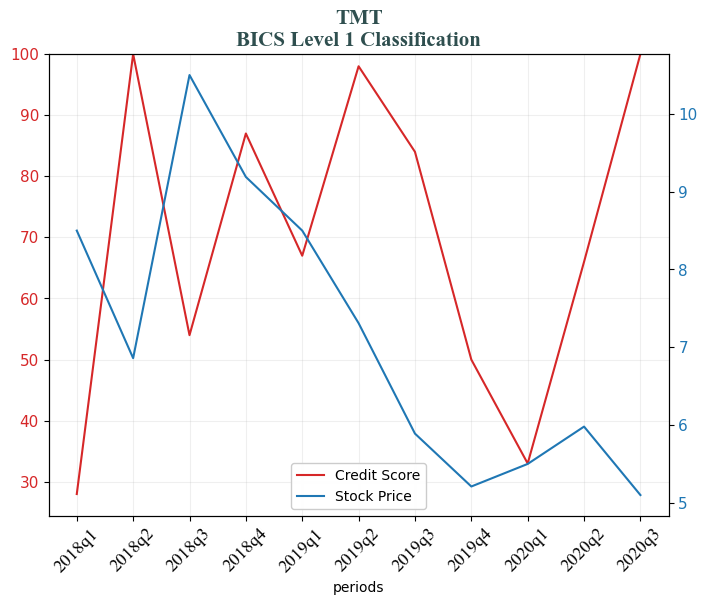 TMT
BICS Level 1 Classification
100
90
80
70
60
50
40
30
10
9
8
7
6
5
Credit Score
Stock Price
2018q1
2018q2
2018q3
2018q4
2019q1
2019q2
2019q3
2019q4
2020q1
2020q2
2020q3
periods